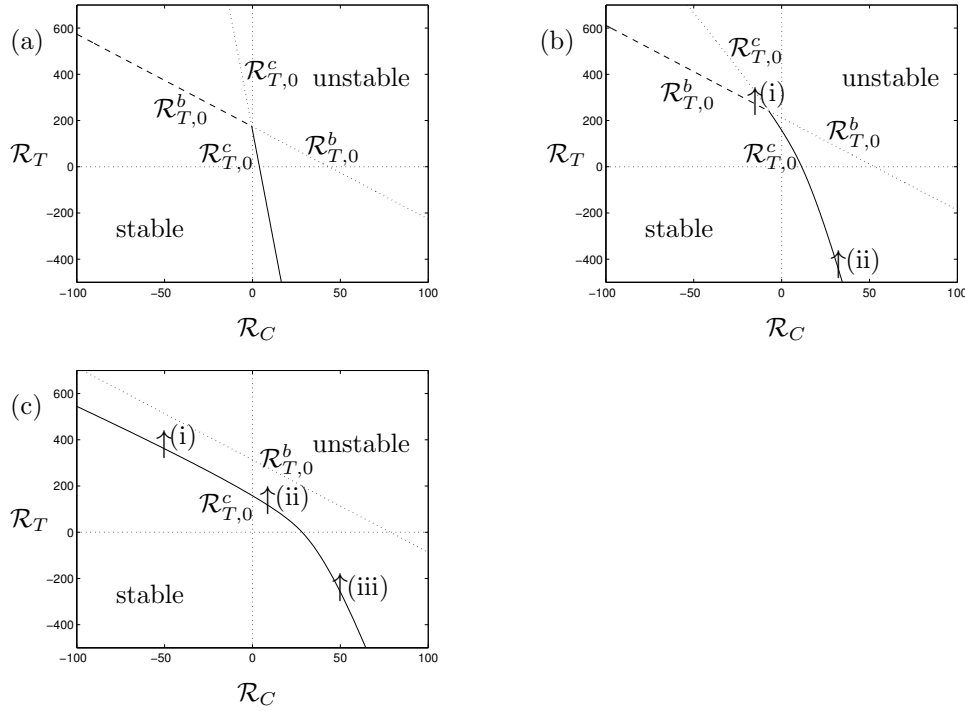 (a)
600
400
200
0
−200
−400
−100
−50
0
50
100
R_T
R_C
R^c_{T,0}
unstable
R^b_{T,0}
R^c_{T,0}
R^b_{T,0}
stable
(b)
600
400
200
0
−200
−400
−100
−50
0
50
100
R_T
R_C
R^c_{T,0}
unstable
R^b_{T,0}
(i)
R^c_{T,0}
R^b_{T,0}
stable
(ii)
(c)
600
400
200
0
−200
−400
−100
−50
0
50
100
R_T
R_C
(i)
unstable
R^b_{T,0}
R^c_{T,0}
(ii)
stable
(iii)